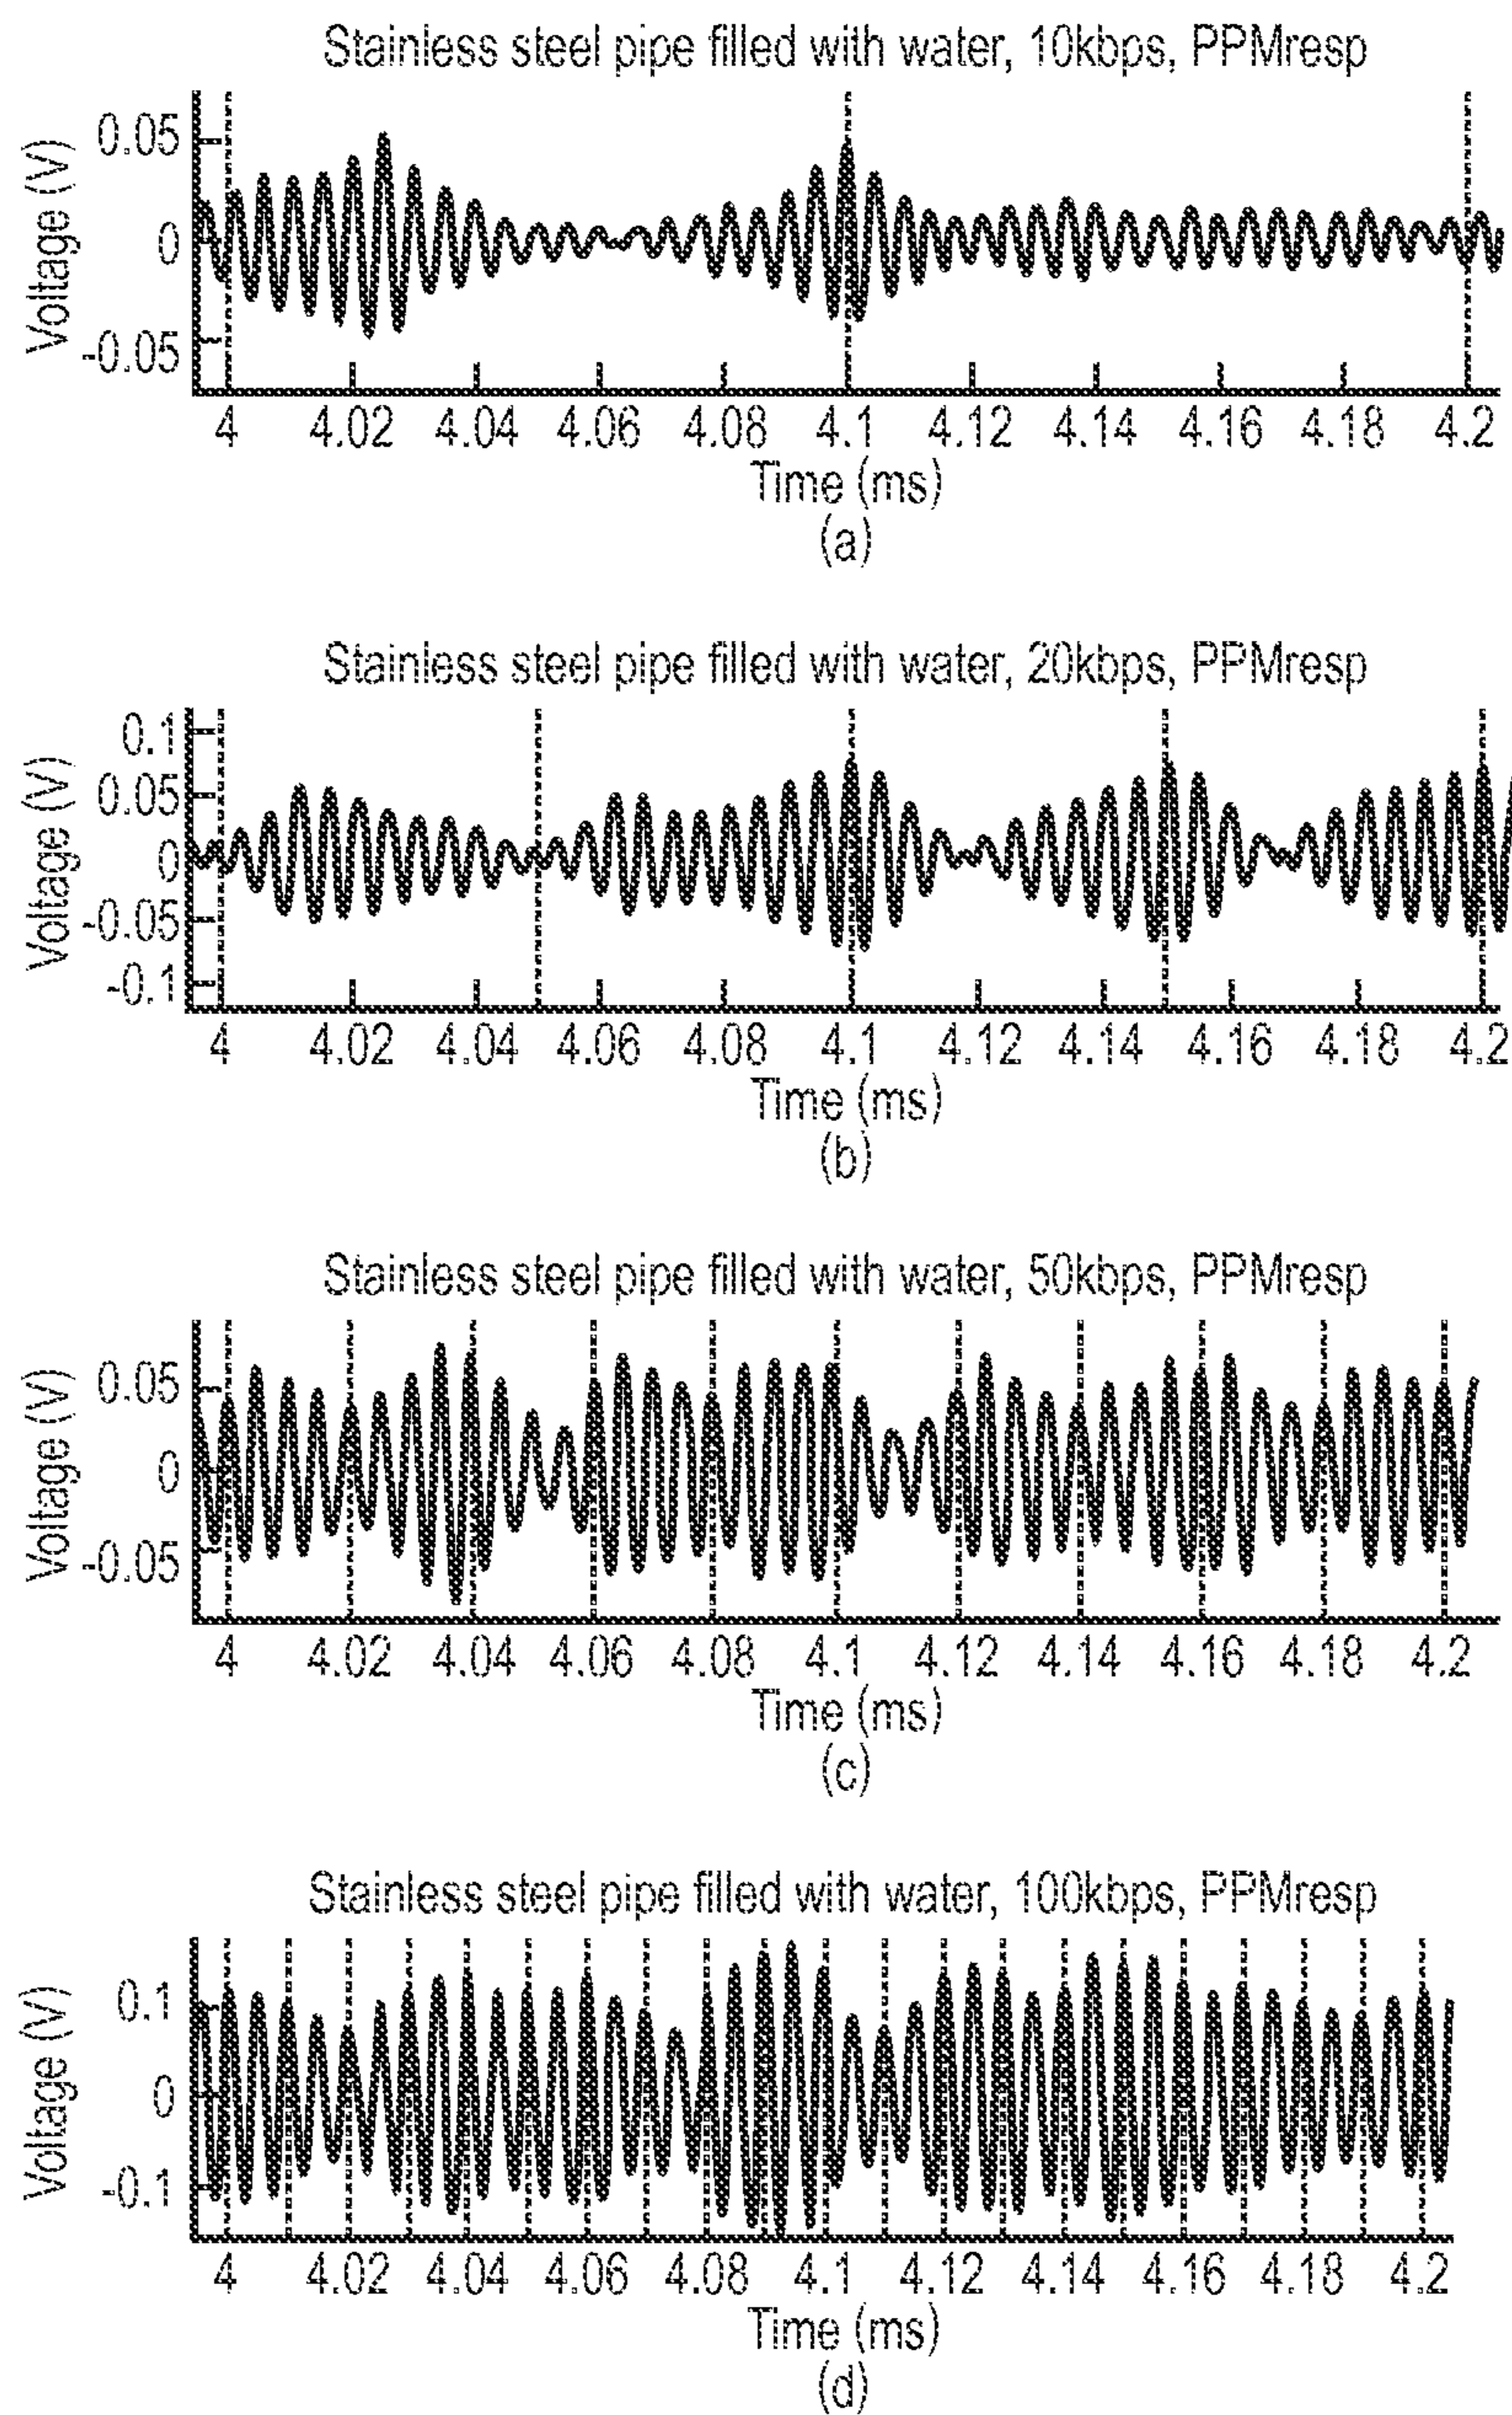 Stainless steel pipe filled with water, 10kbps, PPMresp
Voltage (V)
0.05
0
-0.05
4 4.02 4.04 4.06 4.08 4.1 4.12 4.14 4.16 4.18 4.2
Time (ms)
(a)
Stainless steel pipe filled with water, 20kbps, PPMresp
Voltage (V)
0.1
0.05
0
-0.05
-0.1
4 4.02 4.04 4.06 4.08 4.1 4.12 4.14 4.16 4.18 4.2
Time (ms)
(b)
Stainless steel pipe filled with water, 50kbps, PPMresp
Voltage (V)
0.05
0
-0.05
4 4.02 4.04 4.06 4.08 4.1 4.12 4.14 4.16 4.18 4.2
Time (ms)
(c)
Stainless steel pipe filled with water, 100kbps, PPMresp
Voltage (V)
0.1
0
-0.1
4 4.02 4.04 4.06 4.08 4.1 4.12 4.14 4.16 4.18 4.2
Time (ms)
(d)